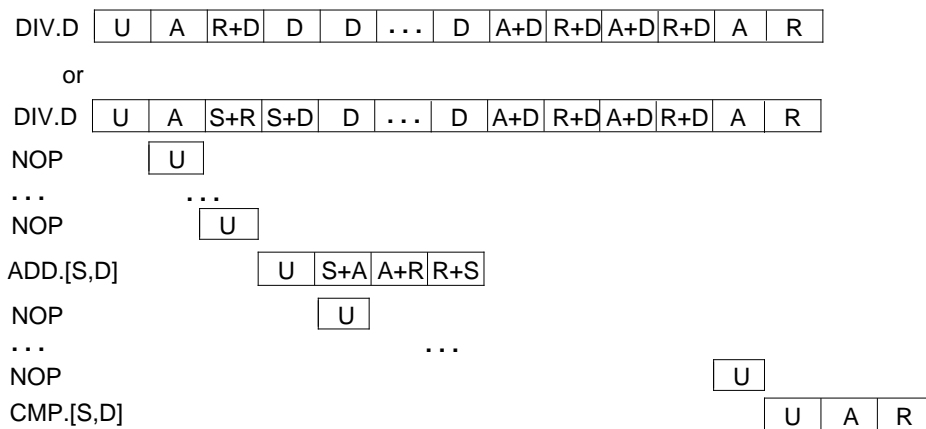 DIV.D U A R+D D D ... D A+D R+D A+D R+D A R
or
DIV.D U A S+R S+D D ... D A+D R+D A+D R+D A R
NOP U
... ...
NOP U
ADD.[S,D] U S+A A+R R+S
NOP U
... ...
NOP U
CMP.[S,D] U A R